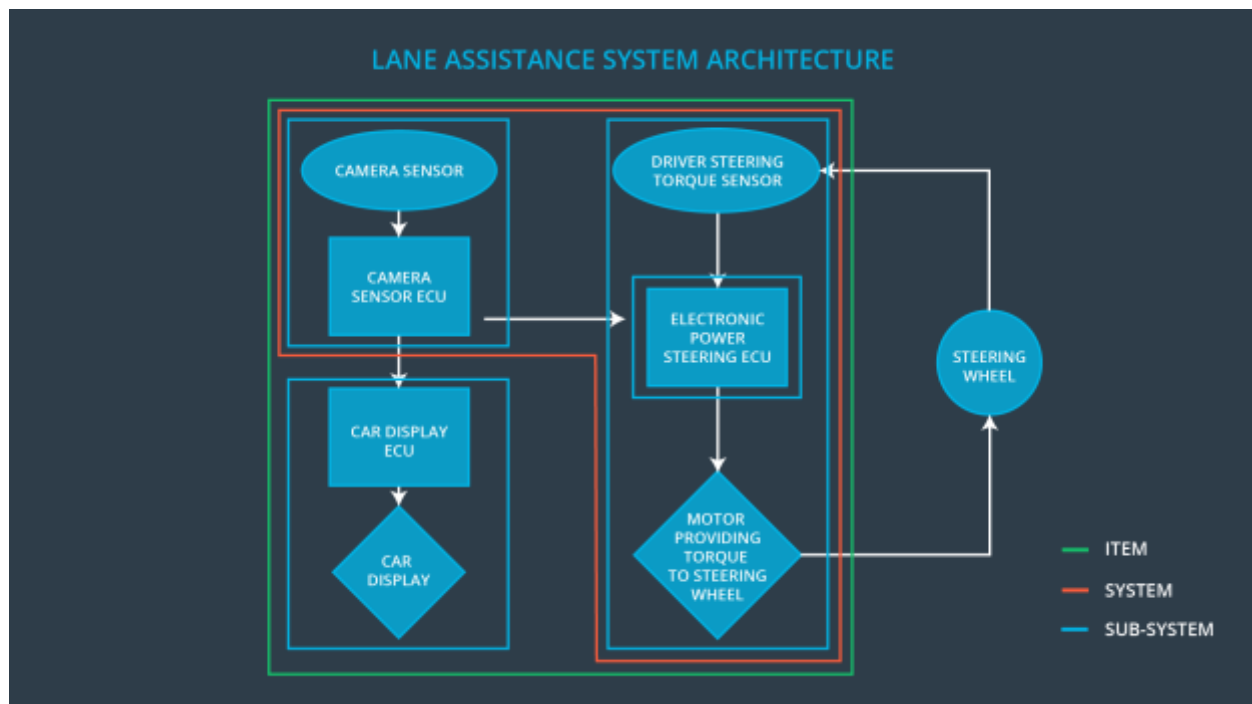 LANE ASSISTANCE SYSTEM ARCHITECTURE
CAMERA SENSOR
CAMERA
SENSOR ECU
CAR DISPLAY
ECU
CAR
DISPLAY
DRIVER STEERING
TORQUE SENSOR
ELECTRONIC
POWER
STEERING ECU
MOTOR
PROVIDING
TORQUE
TO STEERING
WHEEL
STEERING
WHEEL
ITEM
SYSTEM
SUB-SYSTEM